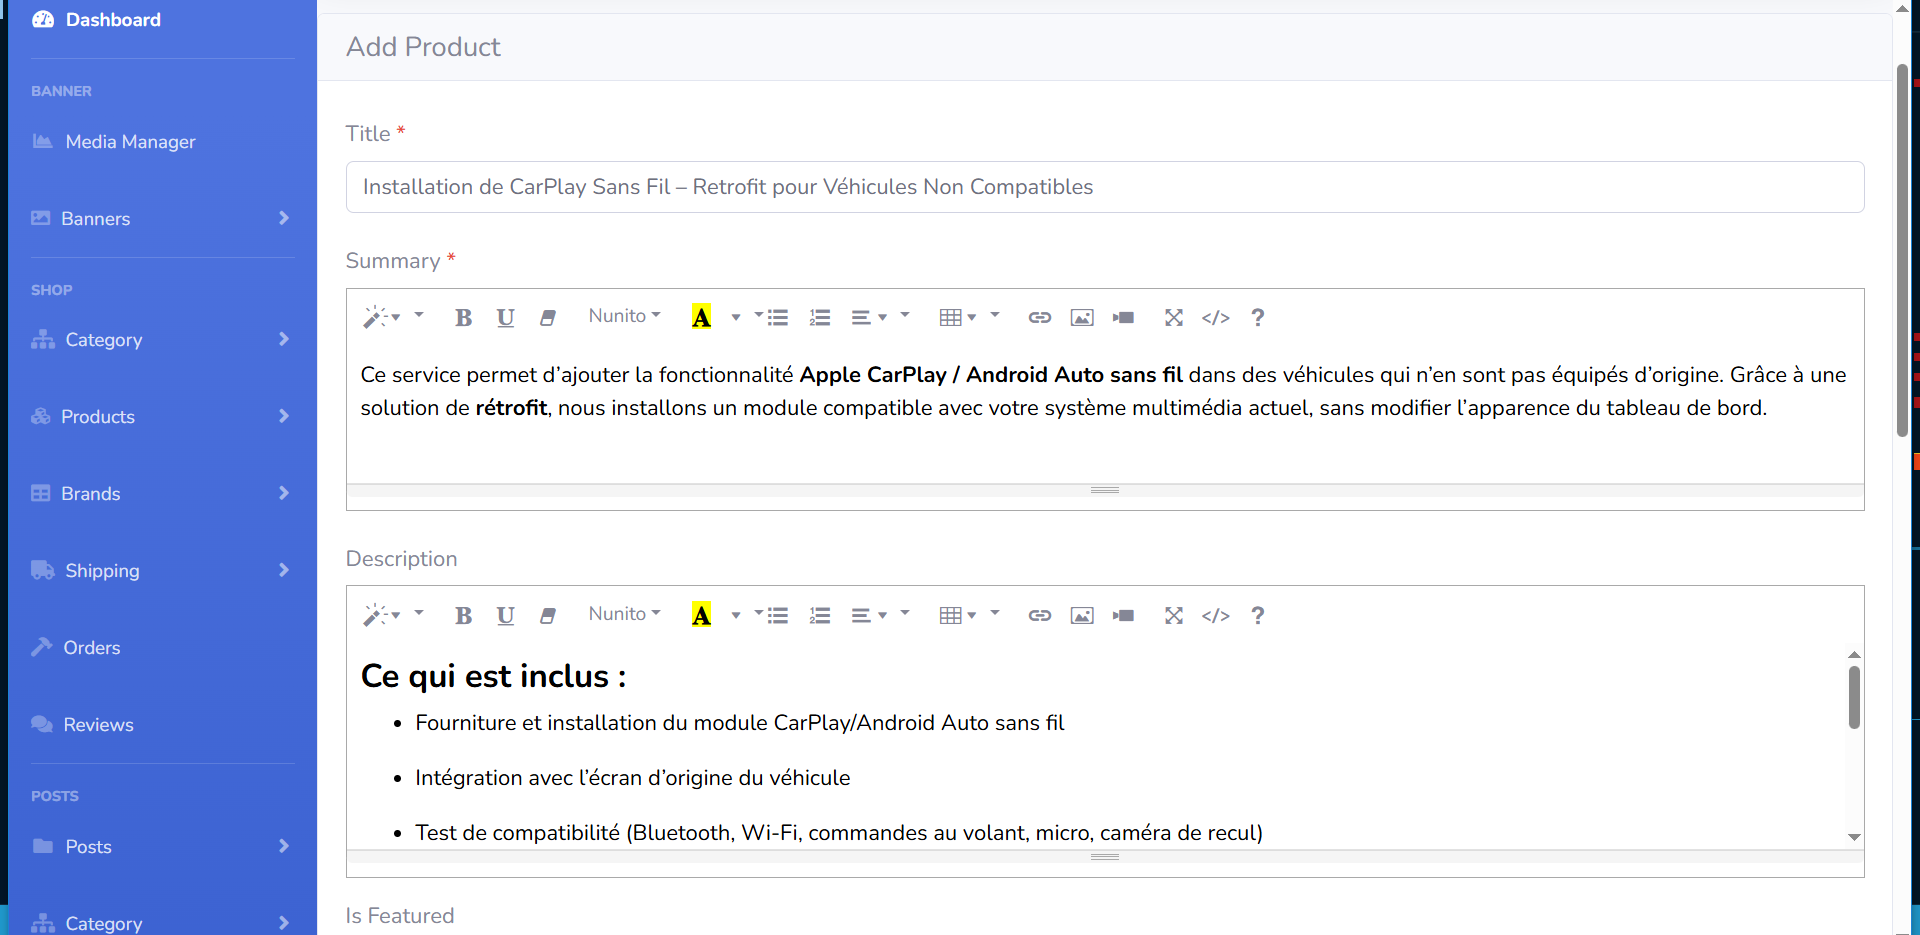 Dashboard
BANNER
Media Manager
Banners
SHOP
Category
Products
Brands
Shipping
Orders
Reviews
POSTS
Posts
Category
Add Product
Title *
Installation de CarPlay Sans Fil – Retrofit pour Véhicules Non Compatibles
Summary *
B U Nunito A </> ?
Ce service permet d’ajouter la fonctionnalité Apple CarPlay / Android Auto sans fil dans des véhicules qui n’en sont pas équipés d’origine. Grâce à une
solution de rétrofit, nous installons un module compatible avec votre système multimédia actuel, sans modifier l’apparence du tableau de bord.
Description
B U Nunito A </> ?
Ce qui est inclus :
• Fourniture et installation du module CarPlay/Android Auto sans fil
• Intégration avec l’écran d’origine du véhicule
• Test de compatibilité (Bluetooth, Wi-Fi, commandes au volant, micro, caméra de recul)
Is Featured